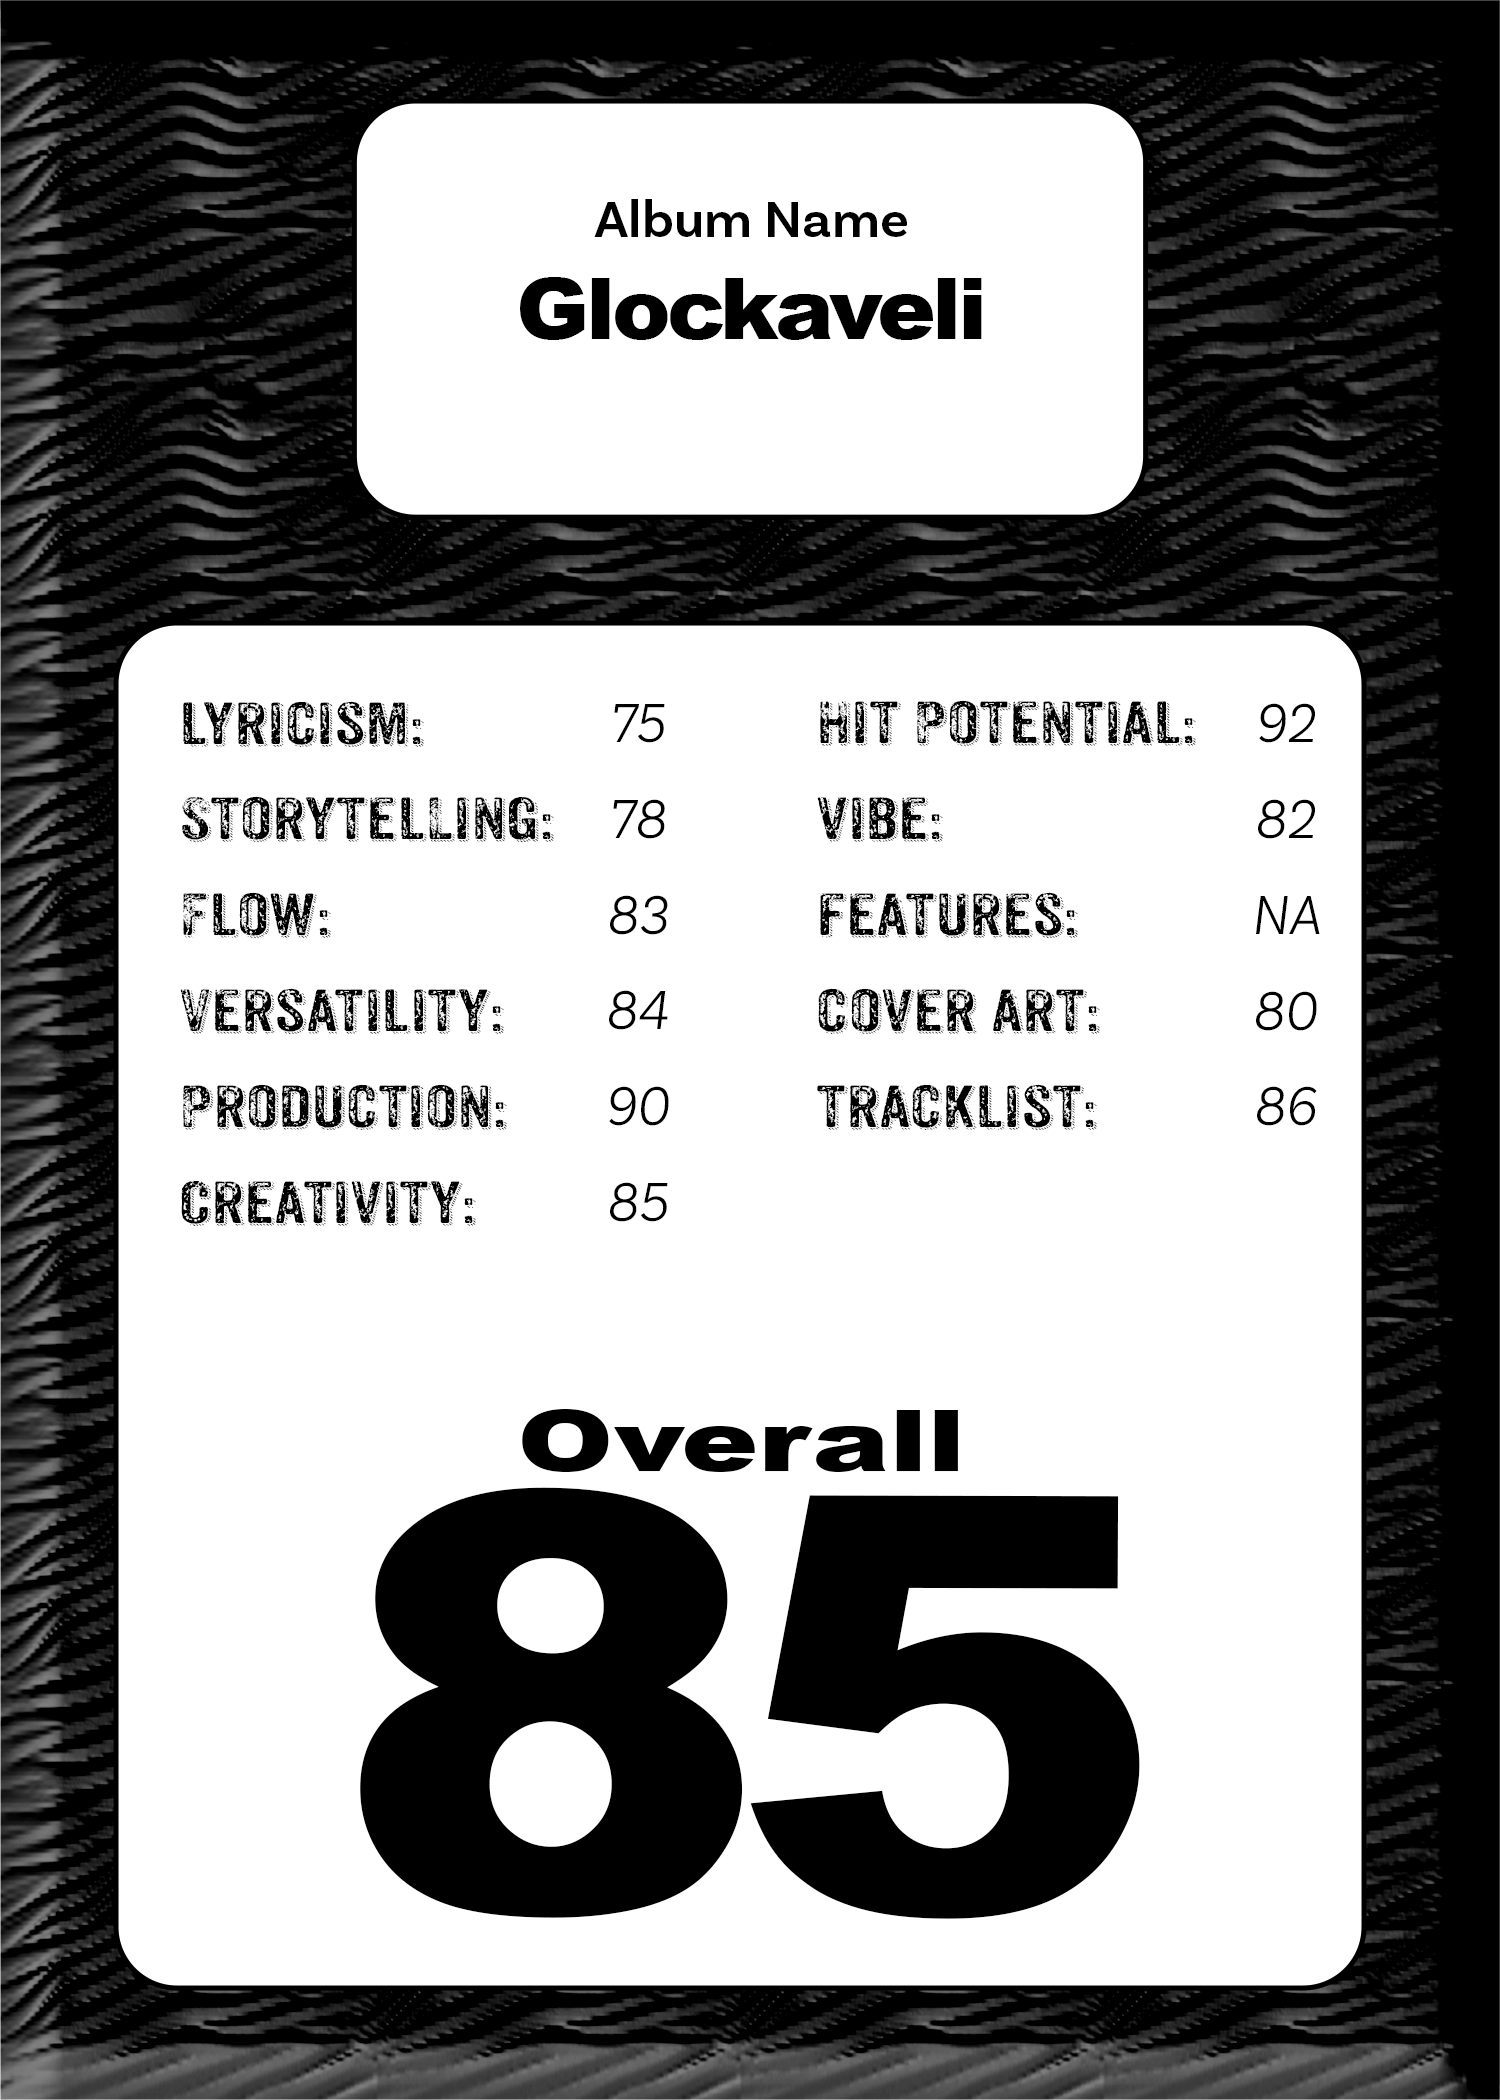 Album Name
Glockaveli
LYRICISM: 75
STORYTELLING: 78
FLOW: 83
VERSATILITY: 84
PRODUCTION: 90
CREATIVITY: 85
HIT POTENTIAL: 92
VIBE: 82
FEATURES: NA
COVER ART: 80
TRACKLIST: 86
Overall
85